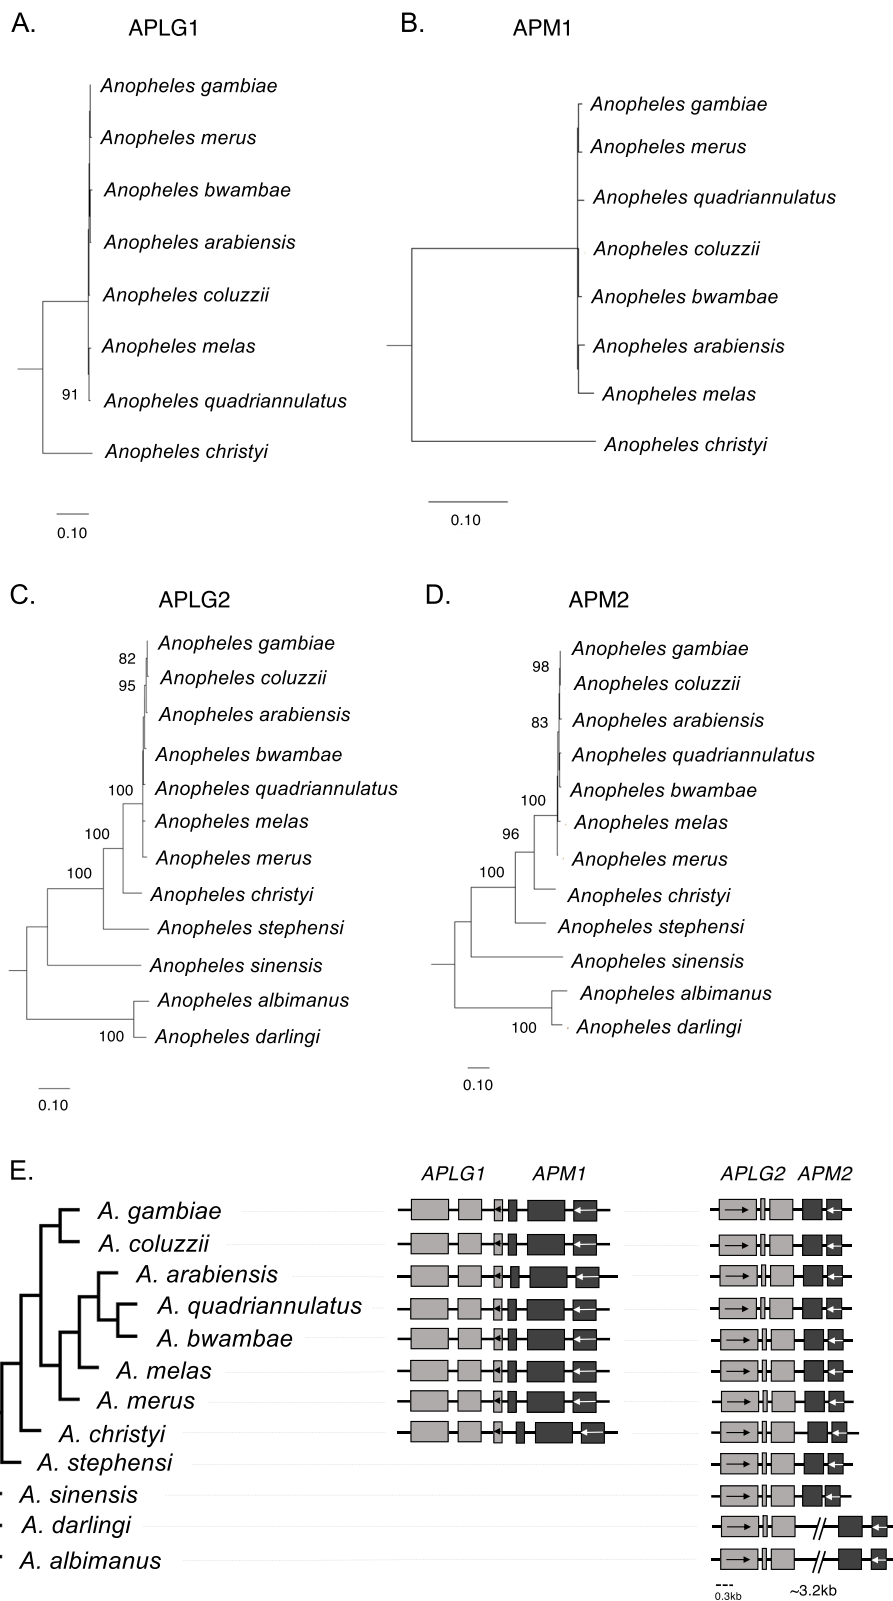 A.
APLG1
Anopheles gambiae
Anopheles merus
Anopheles bwambae
Anopheles arabiensis
Anopheles coluzzii
Anopheles melas
91
Anopheles quadriannulatus
Anopheles christyi
0.10
B.
APM1
Anopheles gambiae
Anopheles merus
Anopheles quadriannulatus
Anopheles coluzzii
Anopheles bwambae
Anopheles arabiensis
Anopheles melas
Anopheles christyi
0.10
C.
APLG2
Anopheles gambiae
82
Anopheles coluzzii
95
Anopheles arabiensis
Anopheles bwambae
100
Anopheles quadriannulatus
Anopheles melas
100
Anopheles merus
100
Anopheles christyi
Anopheles stephensi
Anopheles sinensis
Anopheles albimanus
100
Anopheles darlingi
0.10
D.
APM2
Anopheles gambiae
98
Anopheles coluzzii
83
Anopheles arabiensis
Anopheles quadriannulatus
Anopheles bwambae
100
Anopheles melas
96
Anopheles merus
100
Anopheles christyi
Anopheles stephensi
Anopheles sinensis
Anopheles albimanus
100
Anopheles darlingi
0.10
E.
APLG1 APM1 APLG2 APM2
A. gambiae
A. coluzzii
A. arabiensis
A. quadriannulatus
A. bwambae
A. melas
A. merus
A. christyi
A. stephensi
A. sinensis
A. darlingi
A. albimanus
0.3kb
~3.2kb